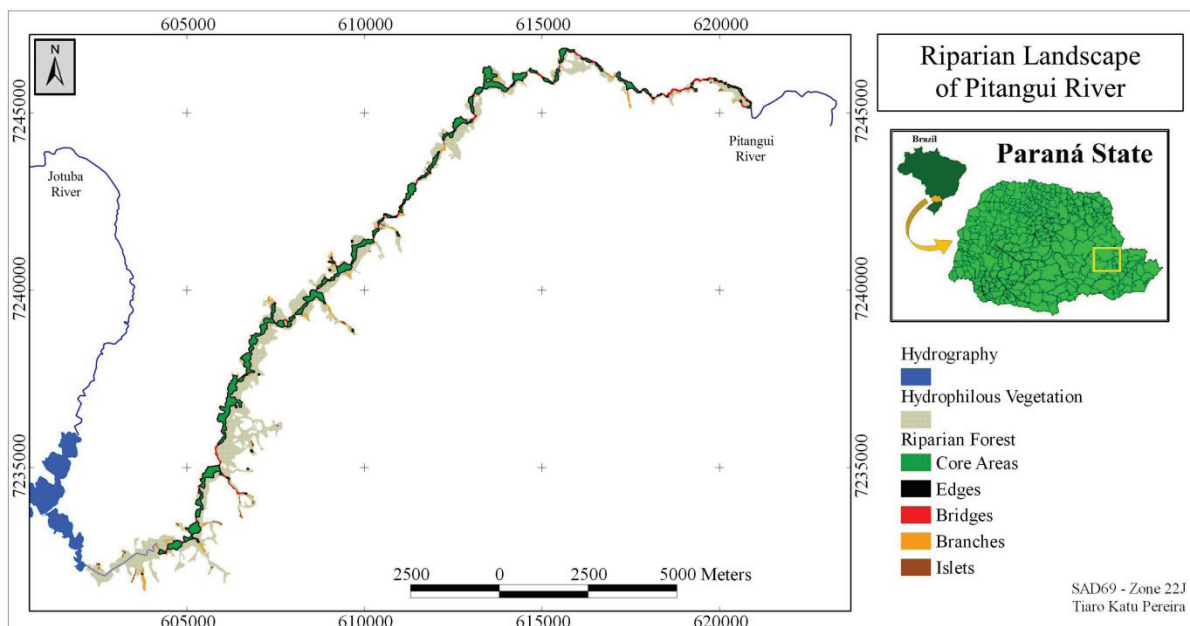 605000 610000 615000 620000
N
7245000
7240000
7235000
Jotuba
River
Pitangui
River
7245000
7240000
7235000
2500 0 2500 5000 Meters
605000 610000 615000 620000
Riparian Landscape
of Pitangui River
Brazil
Paraná State
Hydrography
Hydrophilous Vegetation
Riparian Forest
Core Areas
Edges
Bridges
Branches
Islets
SAD69 - Zone 22J
Tiaro Katu Pereira